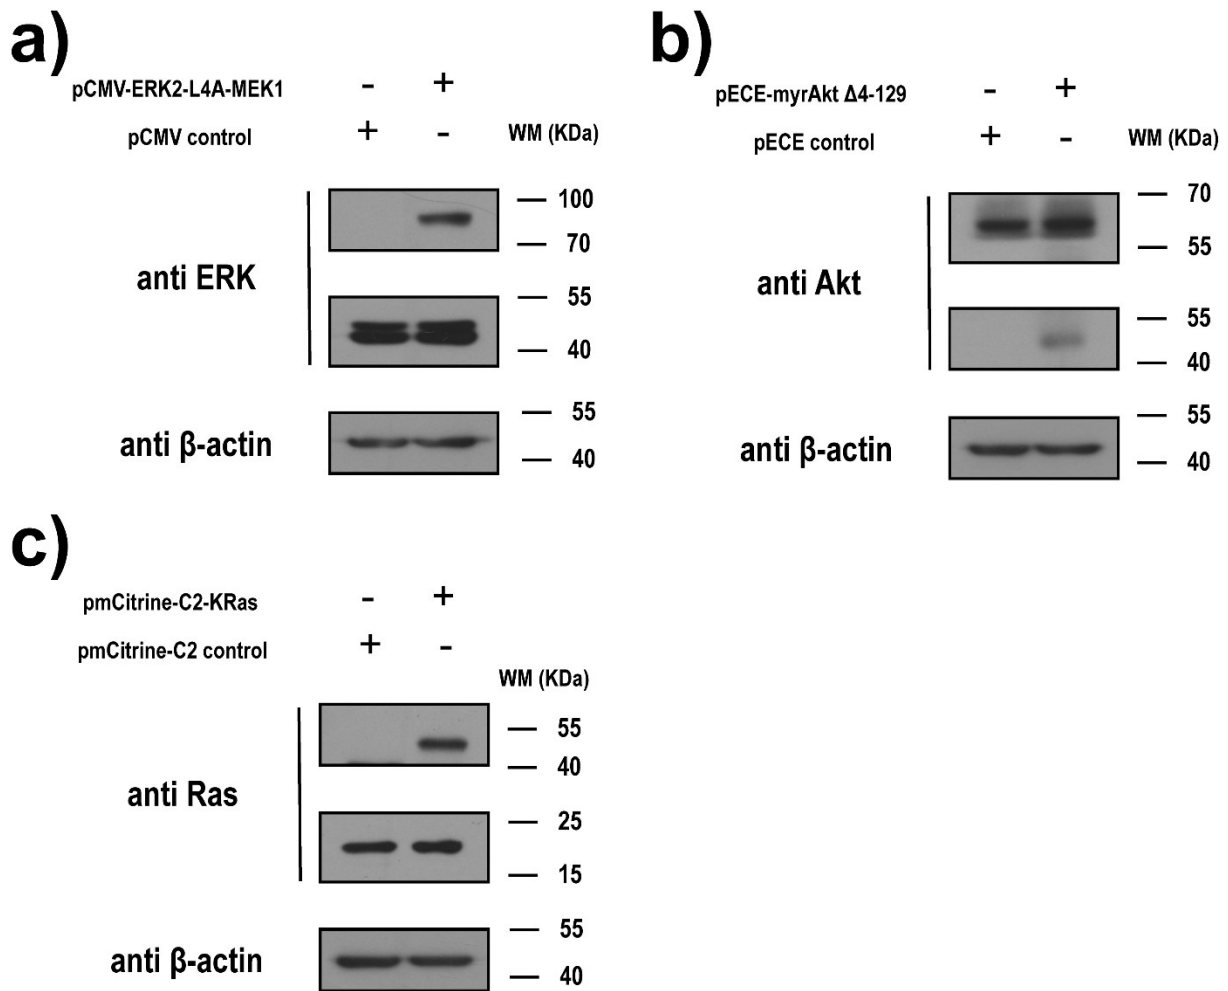 a)
pCMV-ERK2-L4A-MEK1 - +
pCMV control + - WM (KDa)
anti ERK
100
70
55
40
anti β-actin
55
40
b)
pECE-myrAkt Δ4-129 - +
pECE control + - WM (KDa)
anti Akt
70
55
55
40
anti β-actin
55
40
c)
pmCitrine-C2-KRas - +
pmCitrine-C2 control + -
WM (KDa)
anti Ras
55
40
25
15
anti β-actin
55
40